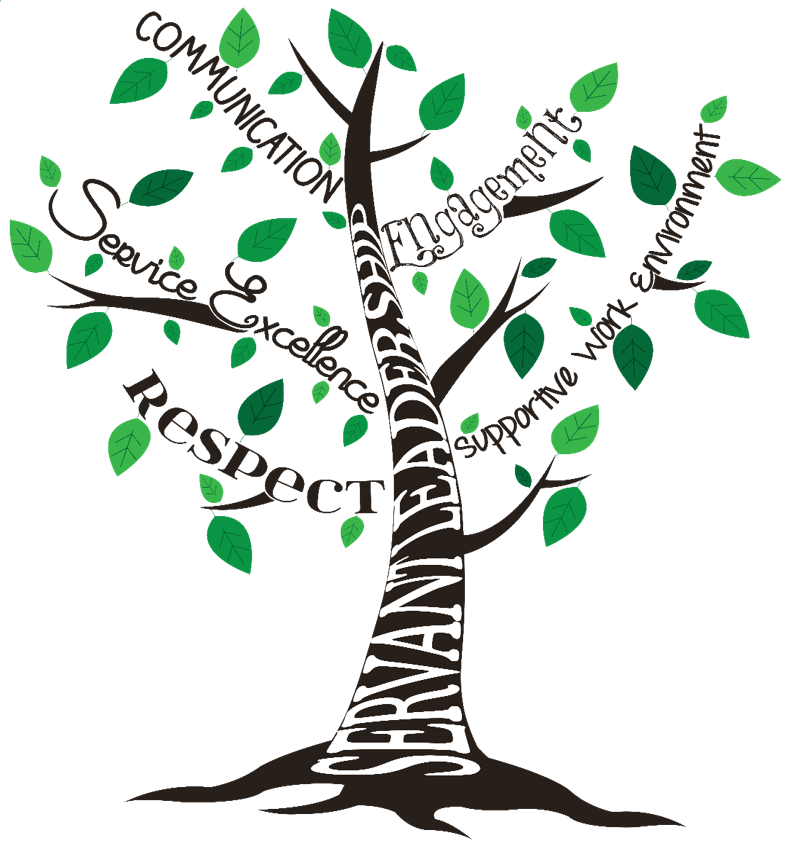 COMMUNICATION
Engagement
Service Excellence
Supportive Work Environment
Respect
SERVANT LEADERSHIP